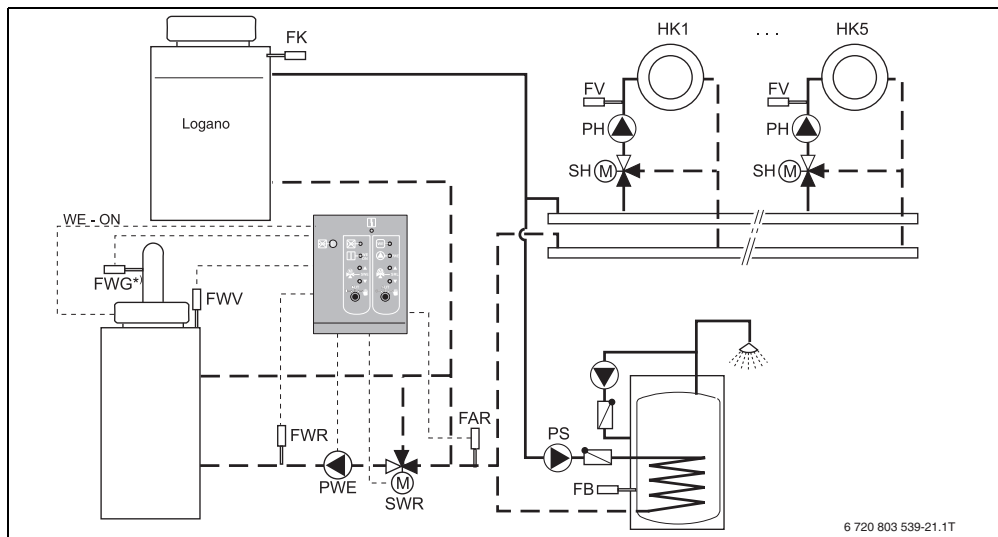 FK
HK1
. . .
HK5
Logano
FV
FV
PH
PH
SH
M
SH
M
WE - ON
FWG*)
FWV
FWR
FAR
PWE
M
SWR
PS
FB
6 720 803 539-21.1T